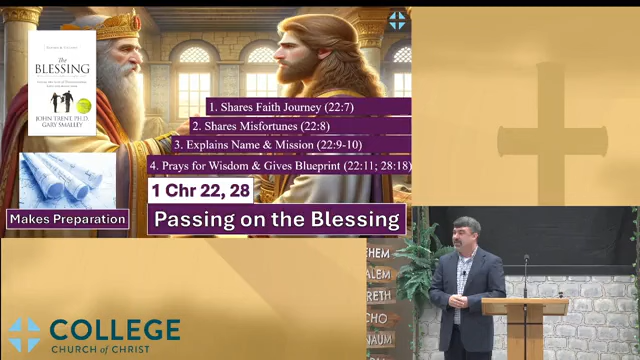 The
BLESSING
JOHN TRENT, PH.D.
GARY SMALLEY
1. Shares Faith Journey (22:7)
2. Shares Misfortunes (22:8)
3. Explains Name & Mission (22:9-10)
4. Prays for Wisdom & Gives Blueprint (22:11; 28:18)
1 Chr 22, 28
Makes Preparation
Passing on the Blessing
HEM
ALEM
RETH
CHO
NAUM
COLLEGE
CHURCH of CHRIST